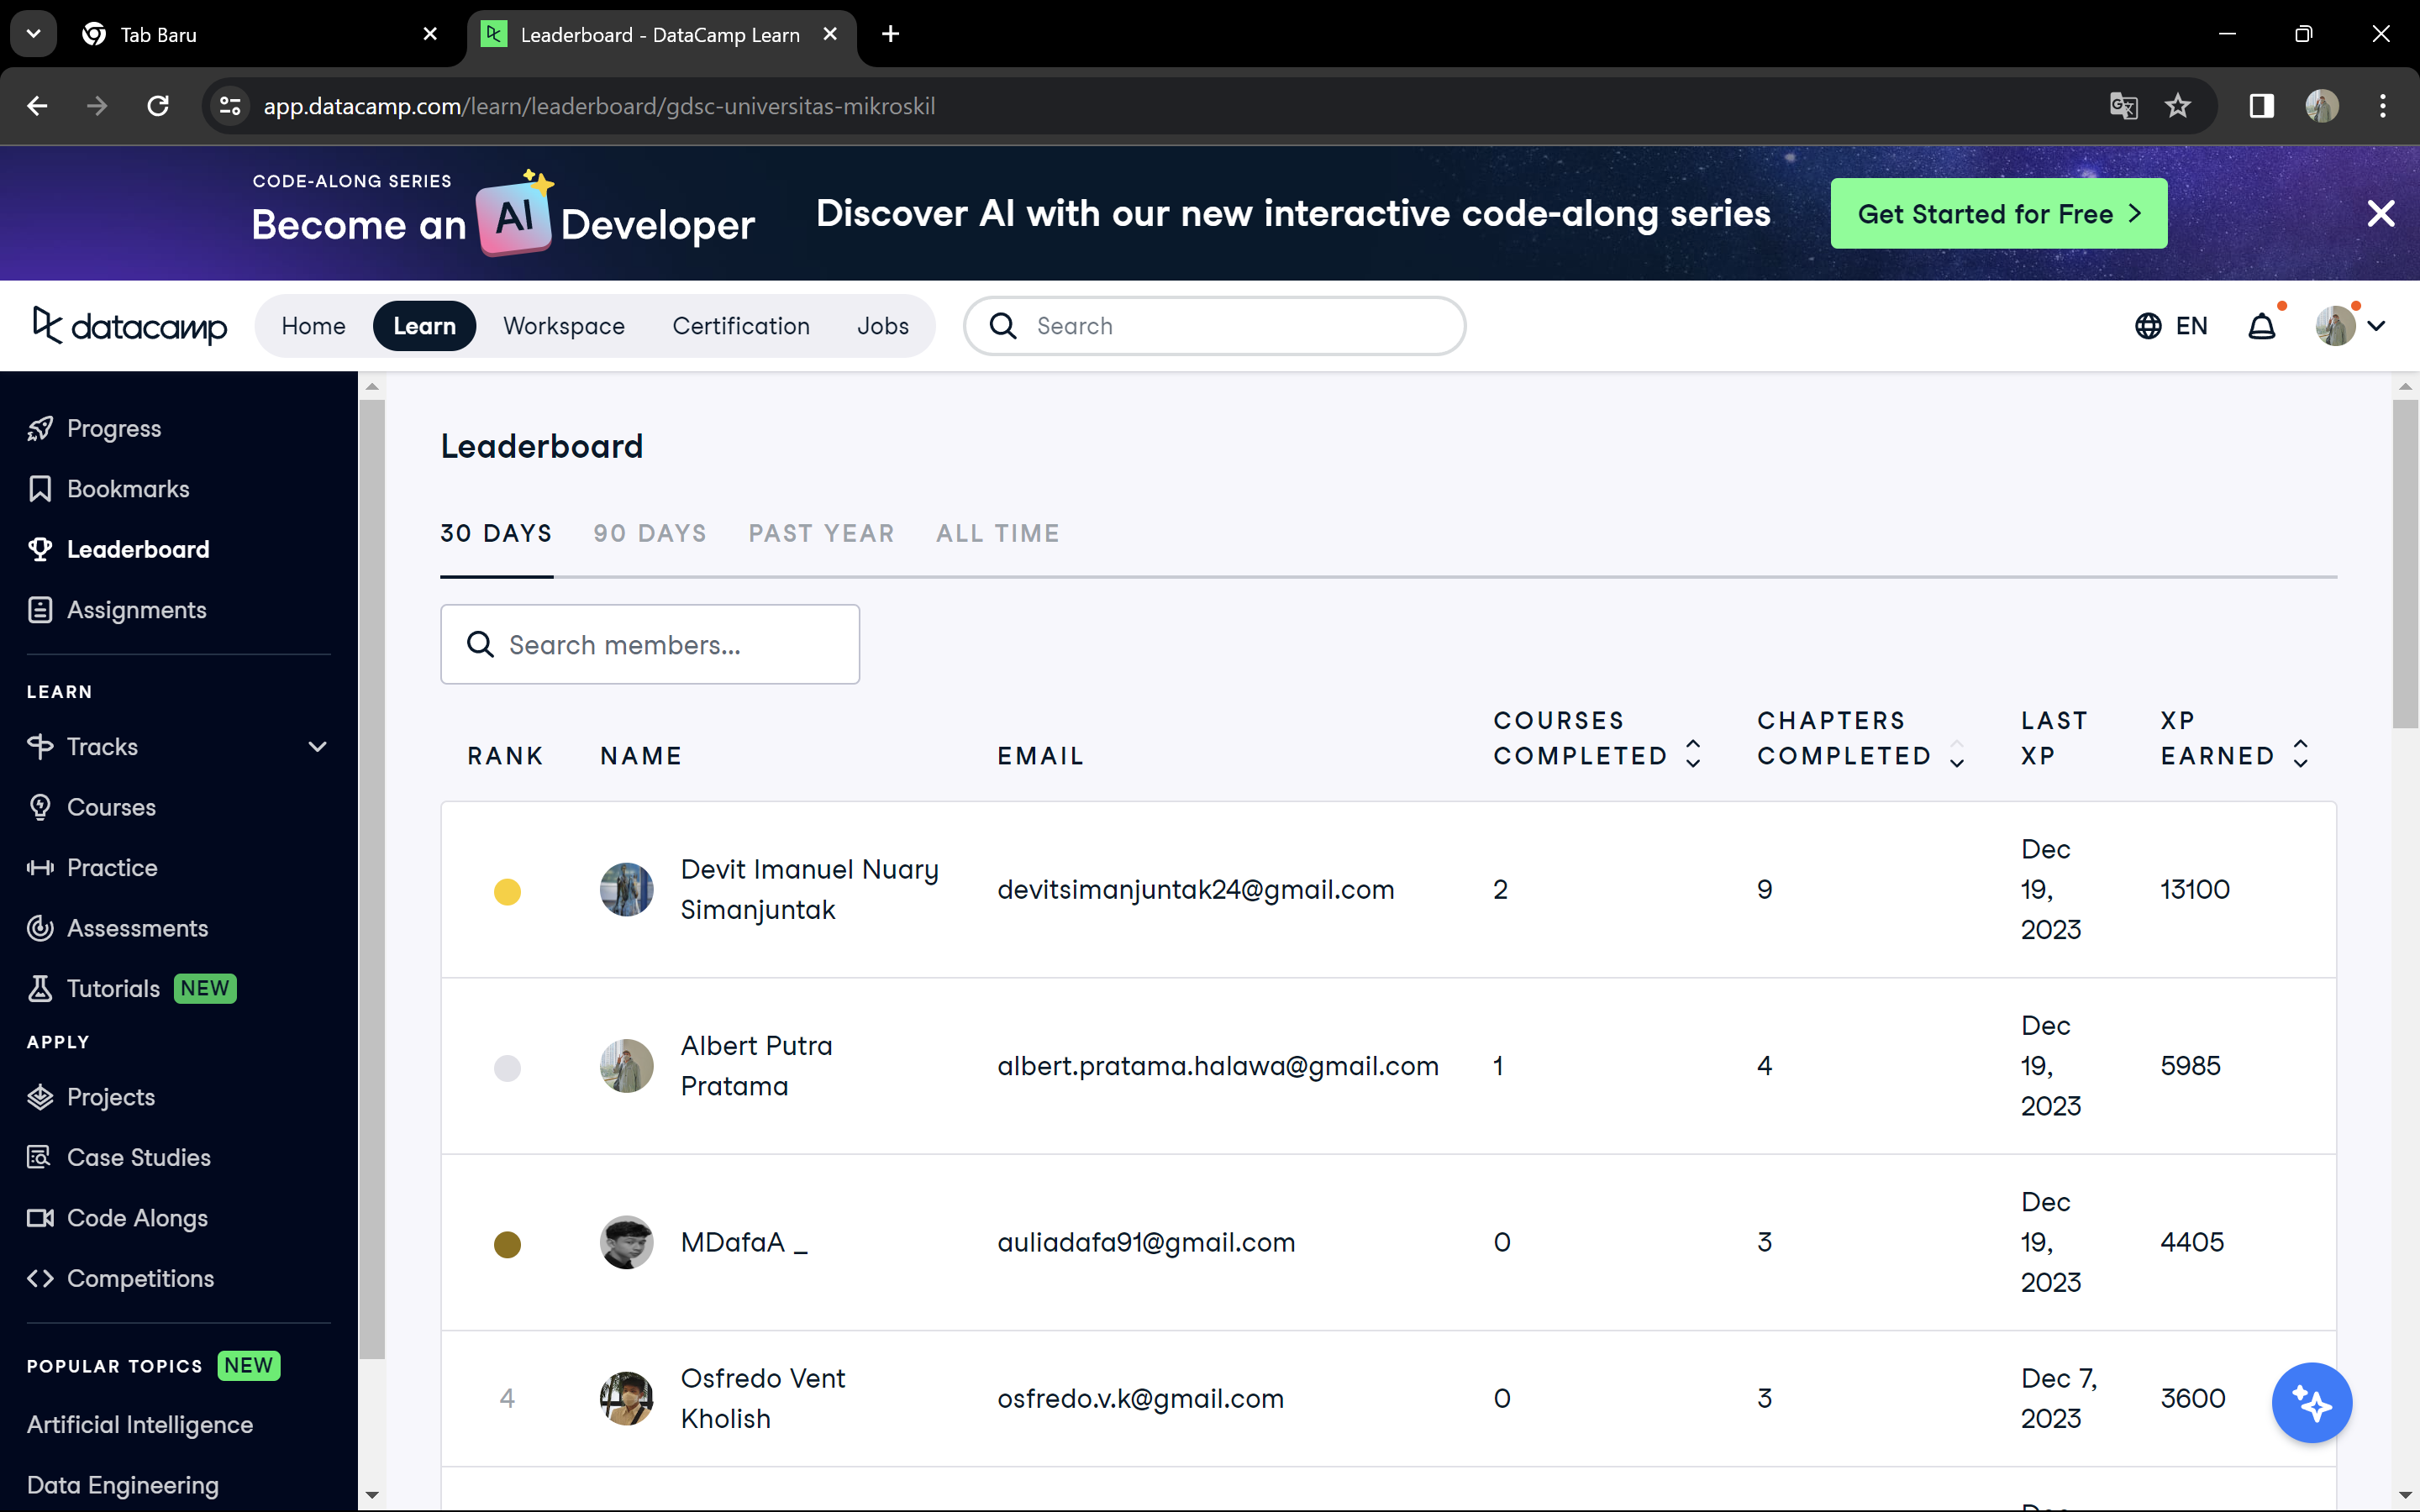 Tab Baru
Leaderboard - DataCamp Learn
app.datacamp.com/learn/leaderboard/gdsc-universitas-mikroskil
CODE-ALONG SERIES
Become an AI Developer
Discover AI with our new interactive code-along series
Get Started for Free
datacamp
Home
Learn
Workspace
Certification
Jobs
Search
EN
Progress
Bookmarks
Leaderboard
Assignments
LEARN
Tracks
Courses
Practice
Assessments
Tutorials NEW
APPLY
Projects
Case Studies
Code Alongs
Competitions
POPULAR TOPICS NEW
Artificial Intelligence
Data Engineering
Leaderboard
30 DAYS
90 DAYS
PAST YEAR
ALL TIME
Search members...
RANK
NAME
EMAIL
COURSES
COMPLETED
CHAPTERS
COMPLETED
LAST
XP
XP
EARNED
Devit Imanuel Nuary
Simanjuntak
devitsimanjuntak24@gmail.com
2
9
Dec
19,
2023
13100
Albert Putra
Pratama
albert.pratama.halawa@gmail.com
1
4
Dec
19,
2023
5985
MDafaA _
auliadafa91@gmail.com
0
3
Dec
19,
2023
4405
4
Osfredo Vent
Kholish
osfredo.v.k@gmail.com
0
3
Dec 7,
2023
3600